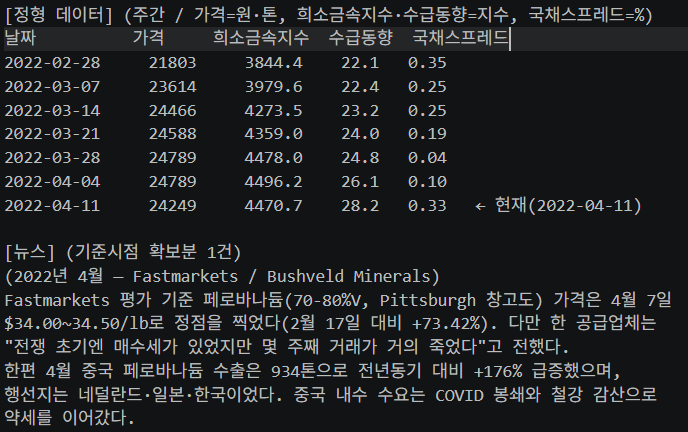 [정형 데이터] (주간 / 가격=원·톤, 희소금속지수·수급동향=지수, 국채스프레드=%)
날짜 가격 희소금속지수 수급동향 국채스프레드
2022-02-28 21803 3844.4 22.1 0.35
2022-03-07 23614 3979.6 22.4 0.25
2022-03-14 24466 4273.5 23.2 0.25
2022-03-21 24588 4359.0 24.0 0.19
2022-03-28 24789 4478.0 24.8 0.04
2022-04-04 24789 4496.2 26.1 0.10
2022-04-11 24249 4470.7 28.2 0.33 ← 현재(2022-04-11)
[뉴스] (기준시점 확보분 1건)
(2022년 4월 — Fastmarkets / Bushveld Minerals)
Fastmarkets 평가 기준 페로바나듐(70-80%V, Pittsburgh 창고도) 가격은 4월 7일
$34.00~34.50/lb로 정점을 찍었다(2월 17일 대비 +73.42%). 다만 한 공급업체는
"전쟁 초기엔 매수세가 있었지만 몇 주째 거래가 거의 죽었다"고 전했다.
한편 4월 중국 페로바나듐 수출은 934톤으로 전년동기 대비 +176% 급증했으며,
행선지는 네덜란드·일본·한국이었다. 중국 내수 수요는 COVID 봉쇄와 철강 감산으로
약세를 이어갔다.